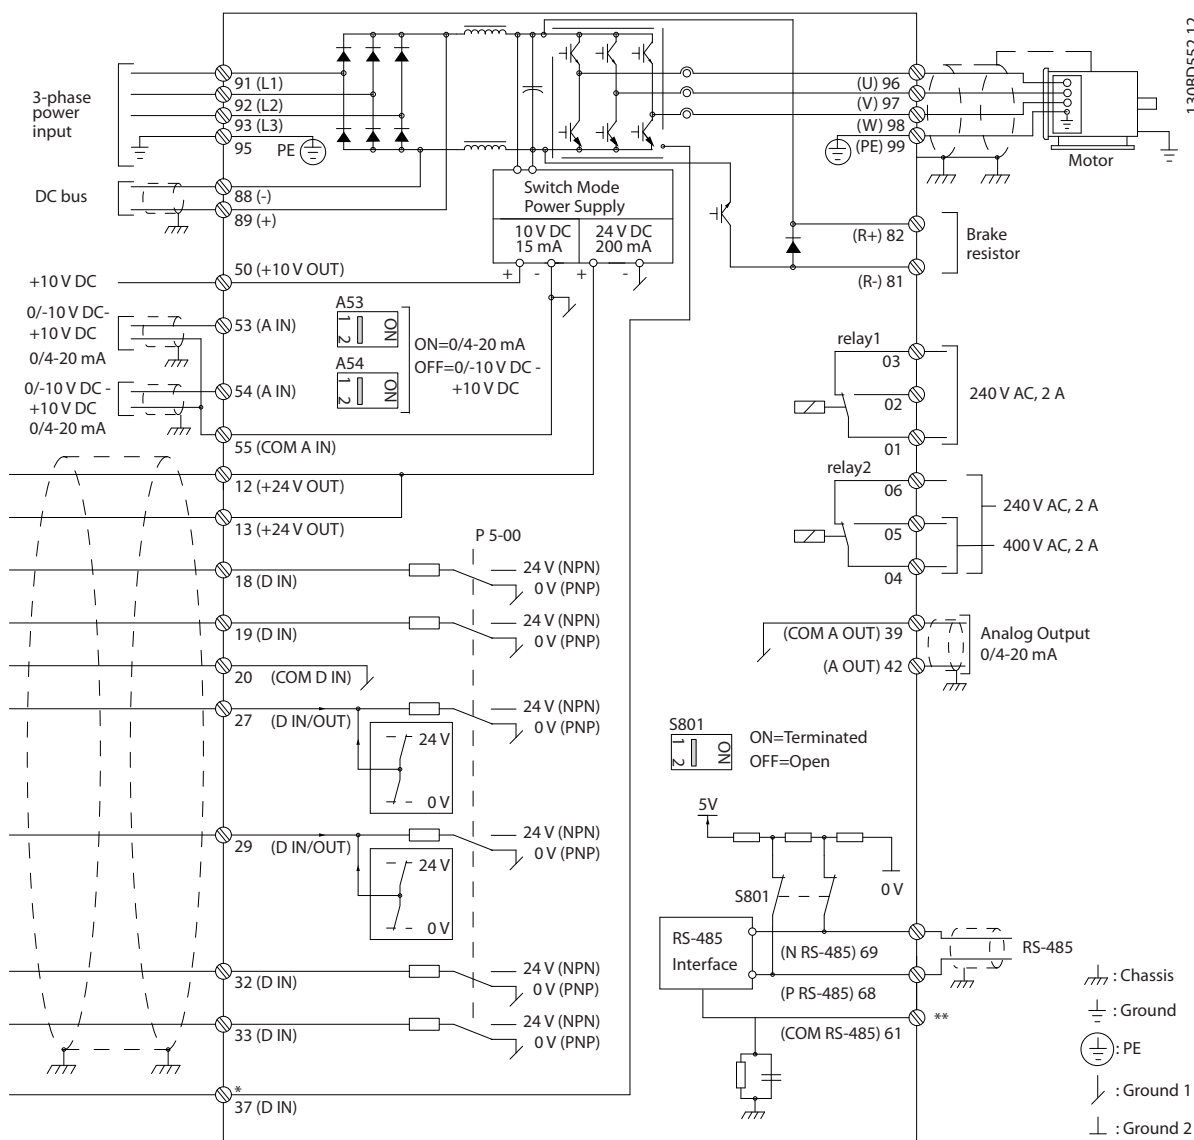 130BD552.12
3-phase
power
input
91 (L1)
92 (L2)
93 (L3)
95
PE
DC bus
88 (-)
89 (+)
+10 V DC
50 (+10 V OUT)
0/-10 V DC-
+10 V DC
0/4-20 mA
53 (A IN)
0/-10 V DC -
+10 V DC
0/4-20 mA
54 (A IN)
55 (COM A IN)
12 (+24 V OUT)
13 (+24 V OUT)
18 (D IN)
19 (D IN)
20 (COM D IN)
27 (D IN/OUT)
24 V
0 V
29 (D IN/OUT)
24 V
0 V
32 (D IN)
33 (D IN)
*
37 (D IN)
Switch Mode
Power Supply
10 V DC
15 mA
24 V DC
200 mA
+ - + -
A53
1 2 ON
A54
1 2 ON
ON=0/4-20 mA
OFF=0/-10 V DC -
+10 V DC
P 5-00
24 V (NPN)
0 V (PNP)
24 V (NPN)
0 V (PNP)
24 V (NPN)
0 V (PNP)
24 V (NPN)
0 V (PNP)
24 V (NPN)
0 V (PNP)
24 V (NPN)
0 V (PNP)
(U) 96
(V) 97
(W) 98
(PE) 99
Motor
(R+) 82
(R-) 81
Brake
resistor
relay1
03
02
01
240 V AC, 2 A
relay2
06
05
04
240 V AC, 2 A
400 V AC, 2 A
(COM A OUT) 39
(A OUT) 42
Analog Output
0/4-20 mA
S801
1 2 ON
ON=Terminated
OFF=Open
5V
0 V
S801
RS-485
Interface
(N RS-485) 69
(P RS-485) 68
(COM RS-485) 61
**
RS-485
: Chassis
: Ground
: PE
: Ground 1
: Ground 2